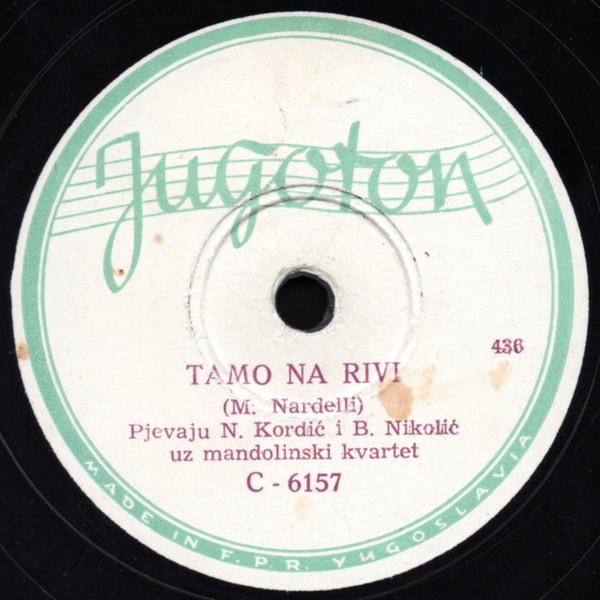 Jugoton
436
TAMO NA RIVI
(M. Nardelli)
Pjevaju N. Kordić i B. Nikolić
uz mandolinski kvartet
C - 6157
MADE IN F.P.R. YUGOSLAVIA